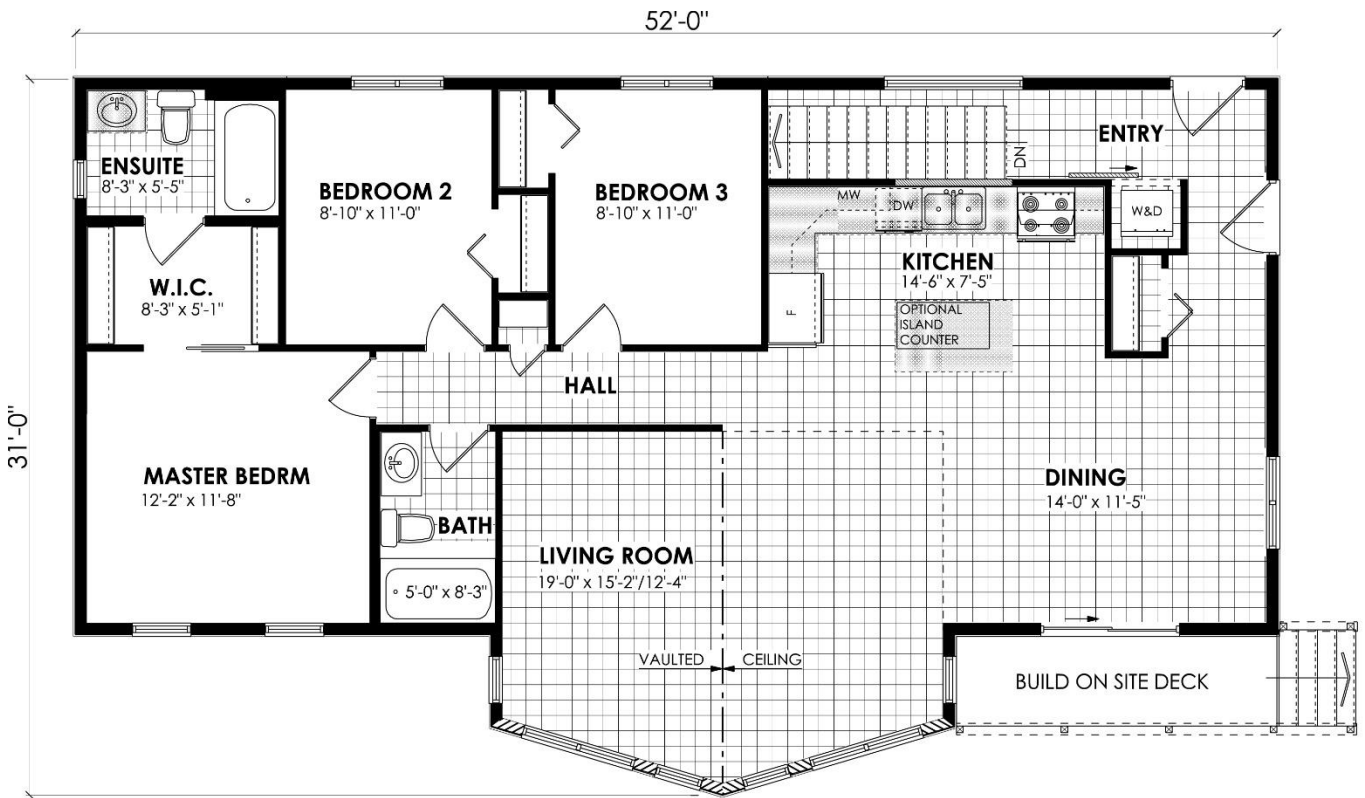 52'-0"
31'-0"
ENSUITE
8'-3" x 5'-5"
W.I.C.
8'-3" x 5'-1"
BEDROOM 2
8'-10" x 11'-0"
BEDROOM 3
8'-10" x 11'-0"
DN
ENTRY
MW
DW
W&D
KITCHEN
14'-6" x 7'-5"
F
OPTIONAL
ISLAND
COUNTER
HALL
MASTER BEDRM
12'-2" x 11'-8"
BATH
5'-0" x 8'-3"
LIVING ROOM
19'-0" x 15'-2"/12'-4"
DINING
14'-0" x 11'-5"
VAULTED CEILING
BUILD ON SITE DECK